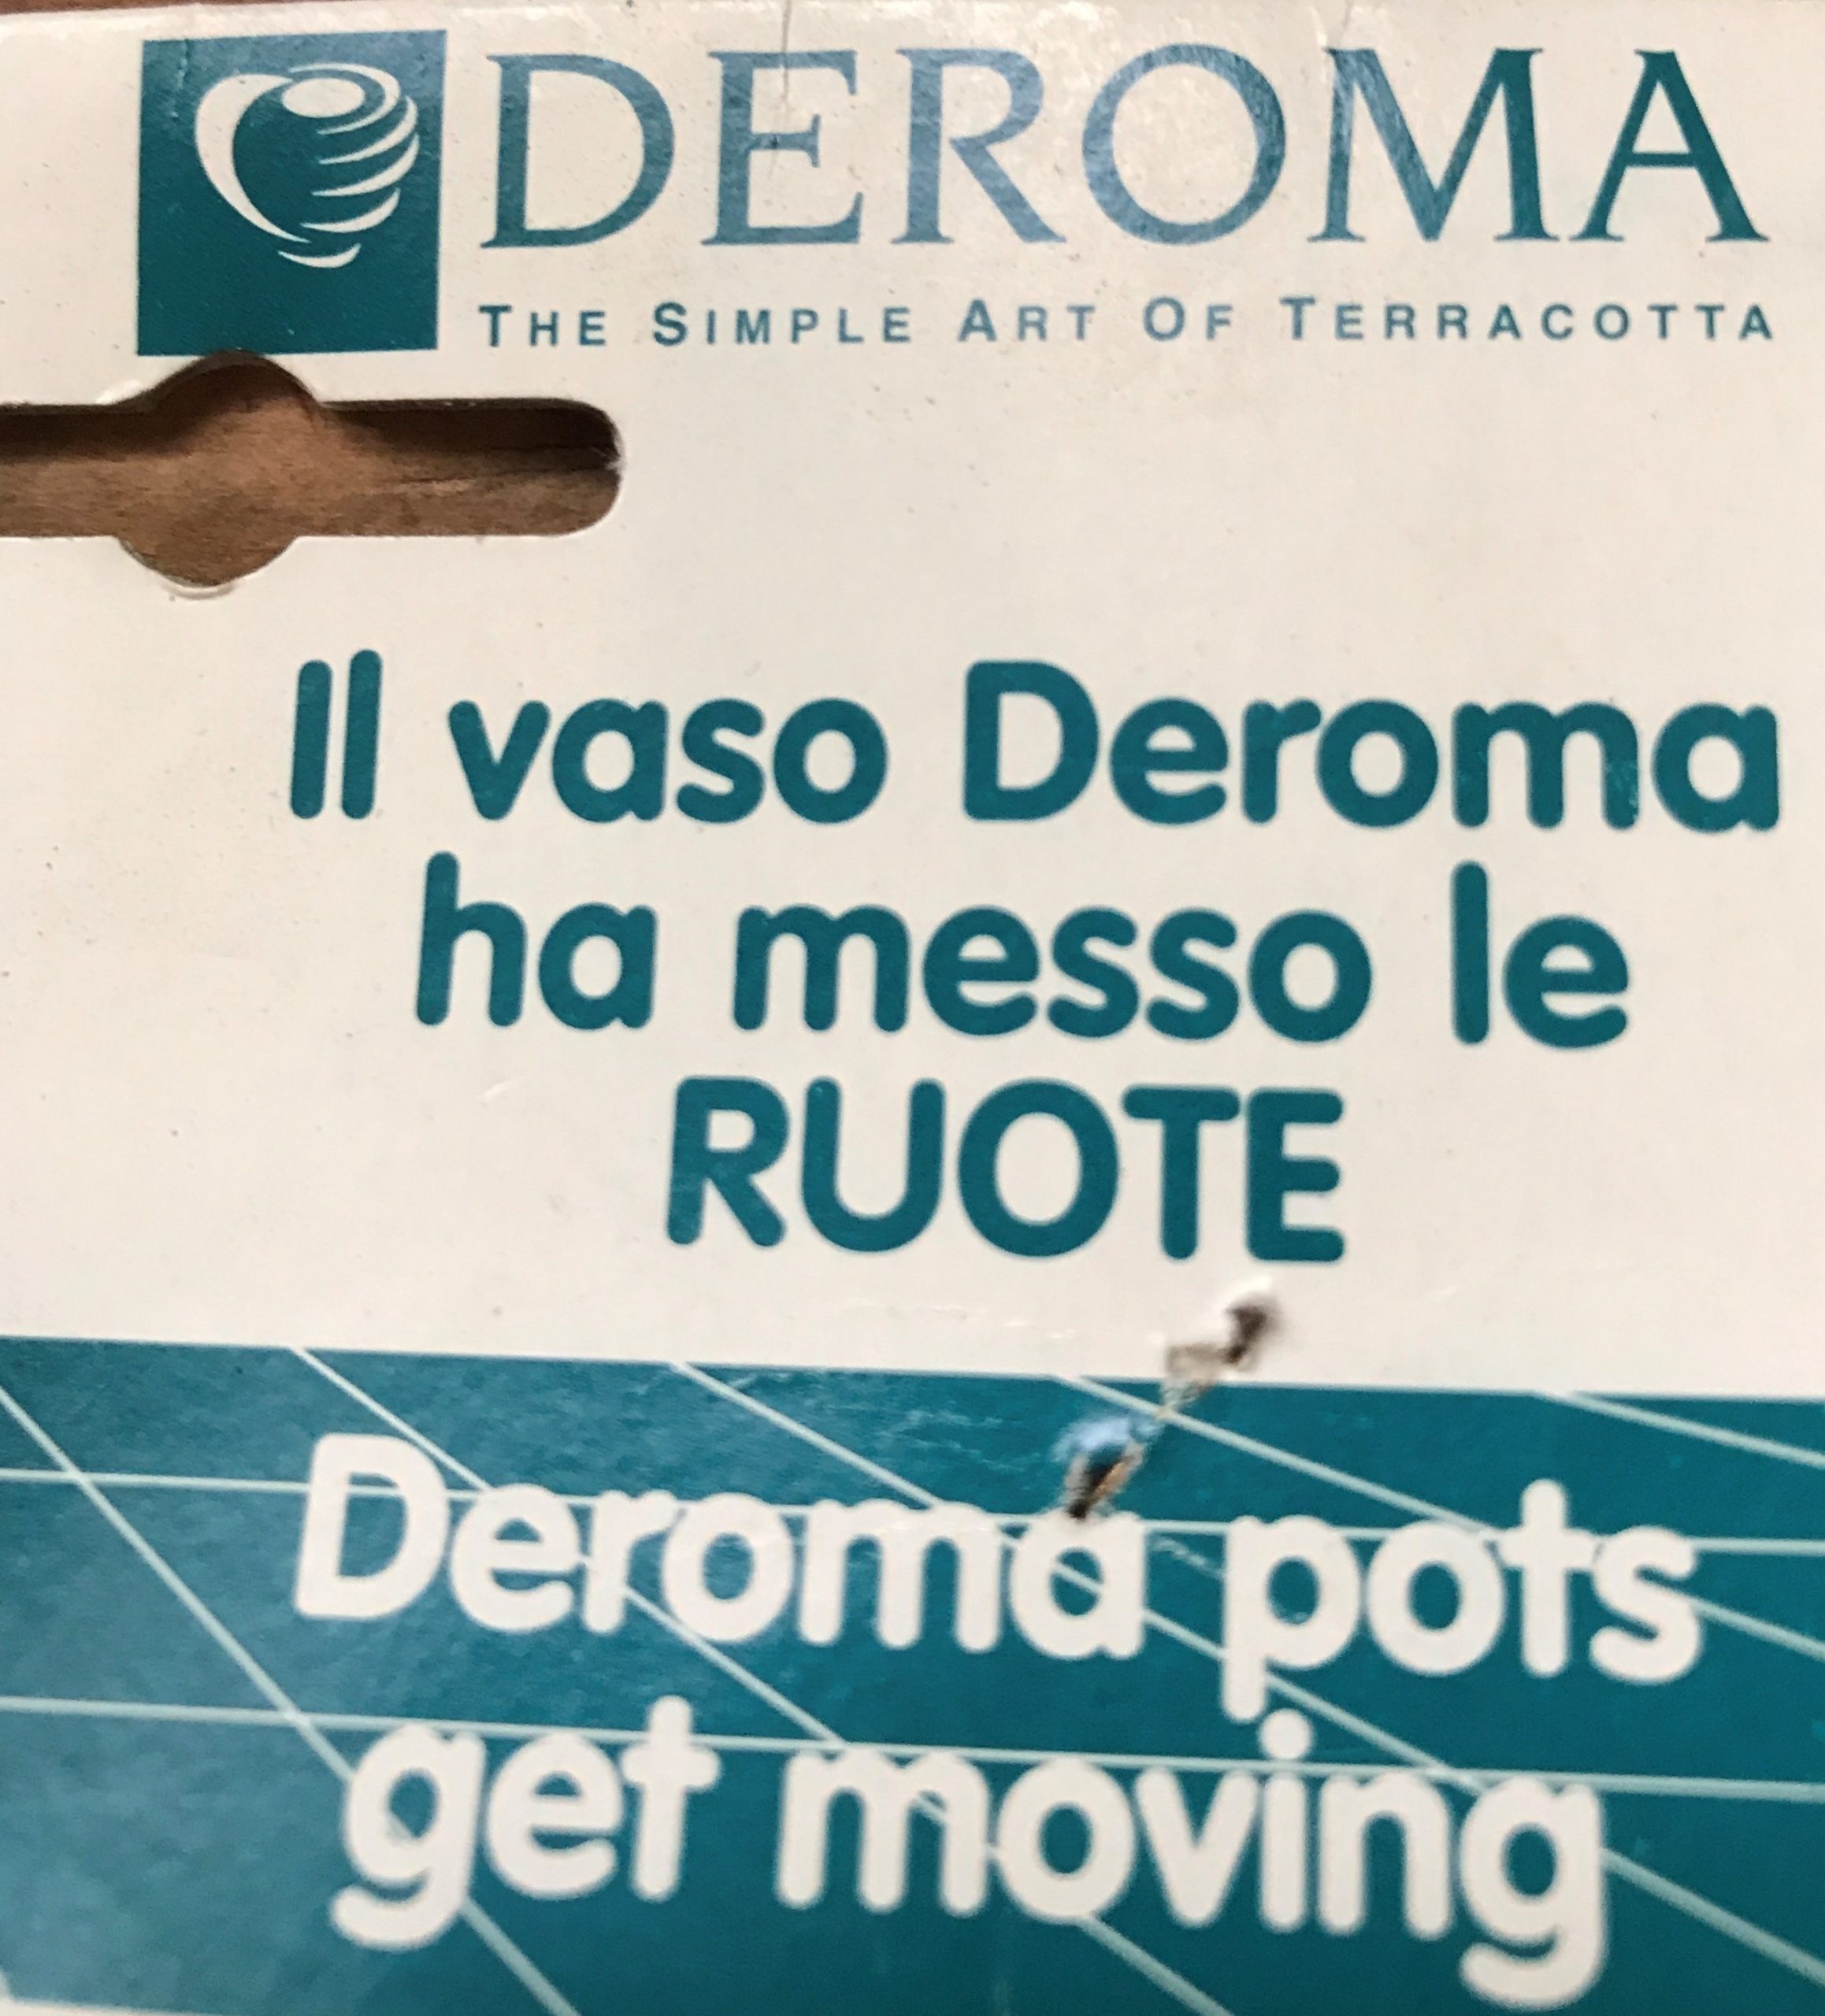 DEROMA
THE SIMPLE ART OF TERRACOTTA
Il vaso Deroma
ha messo le
RUOTE
Deroma pots
get moving